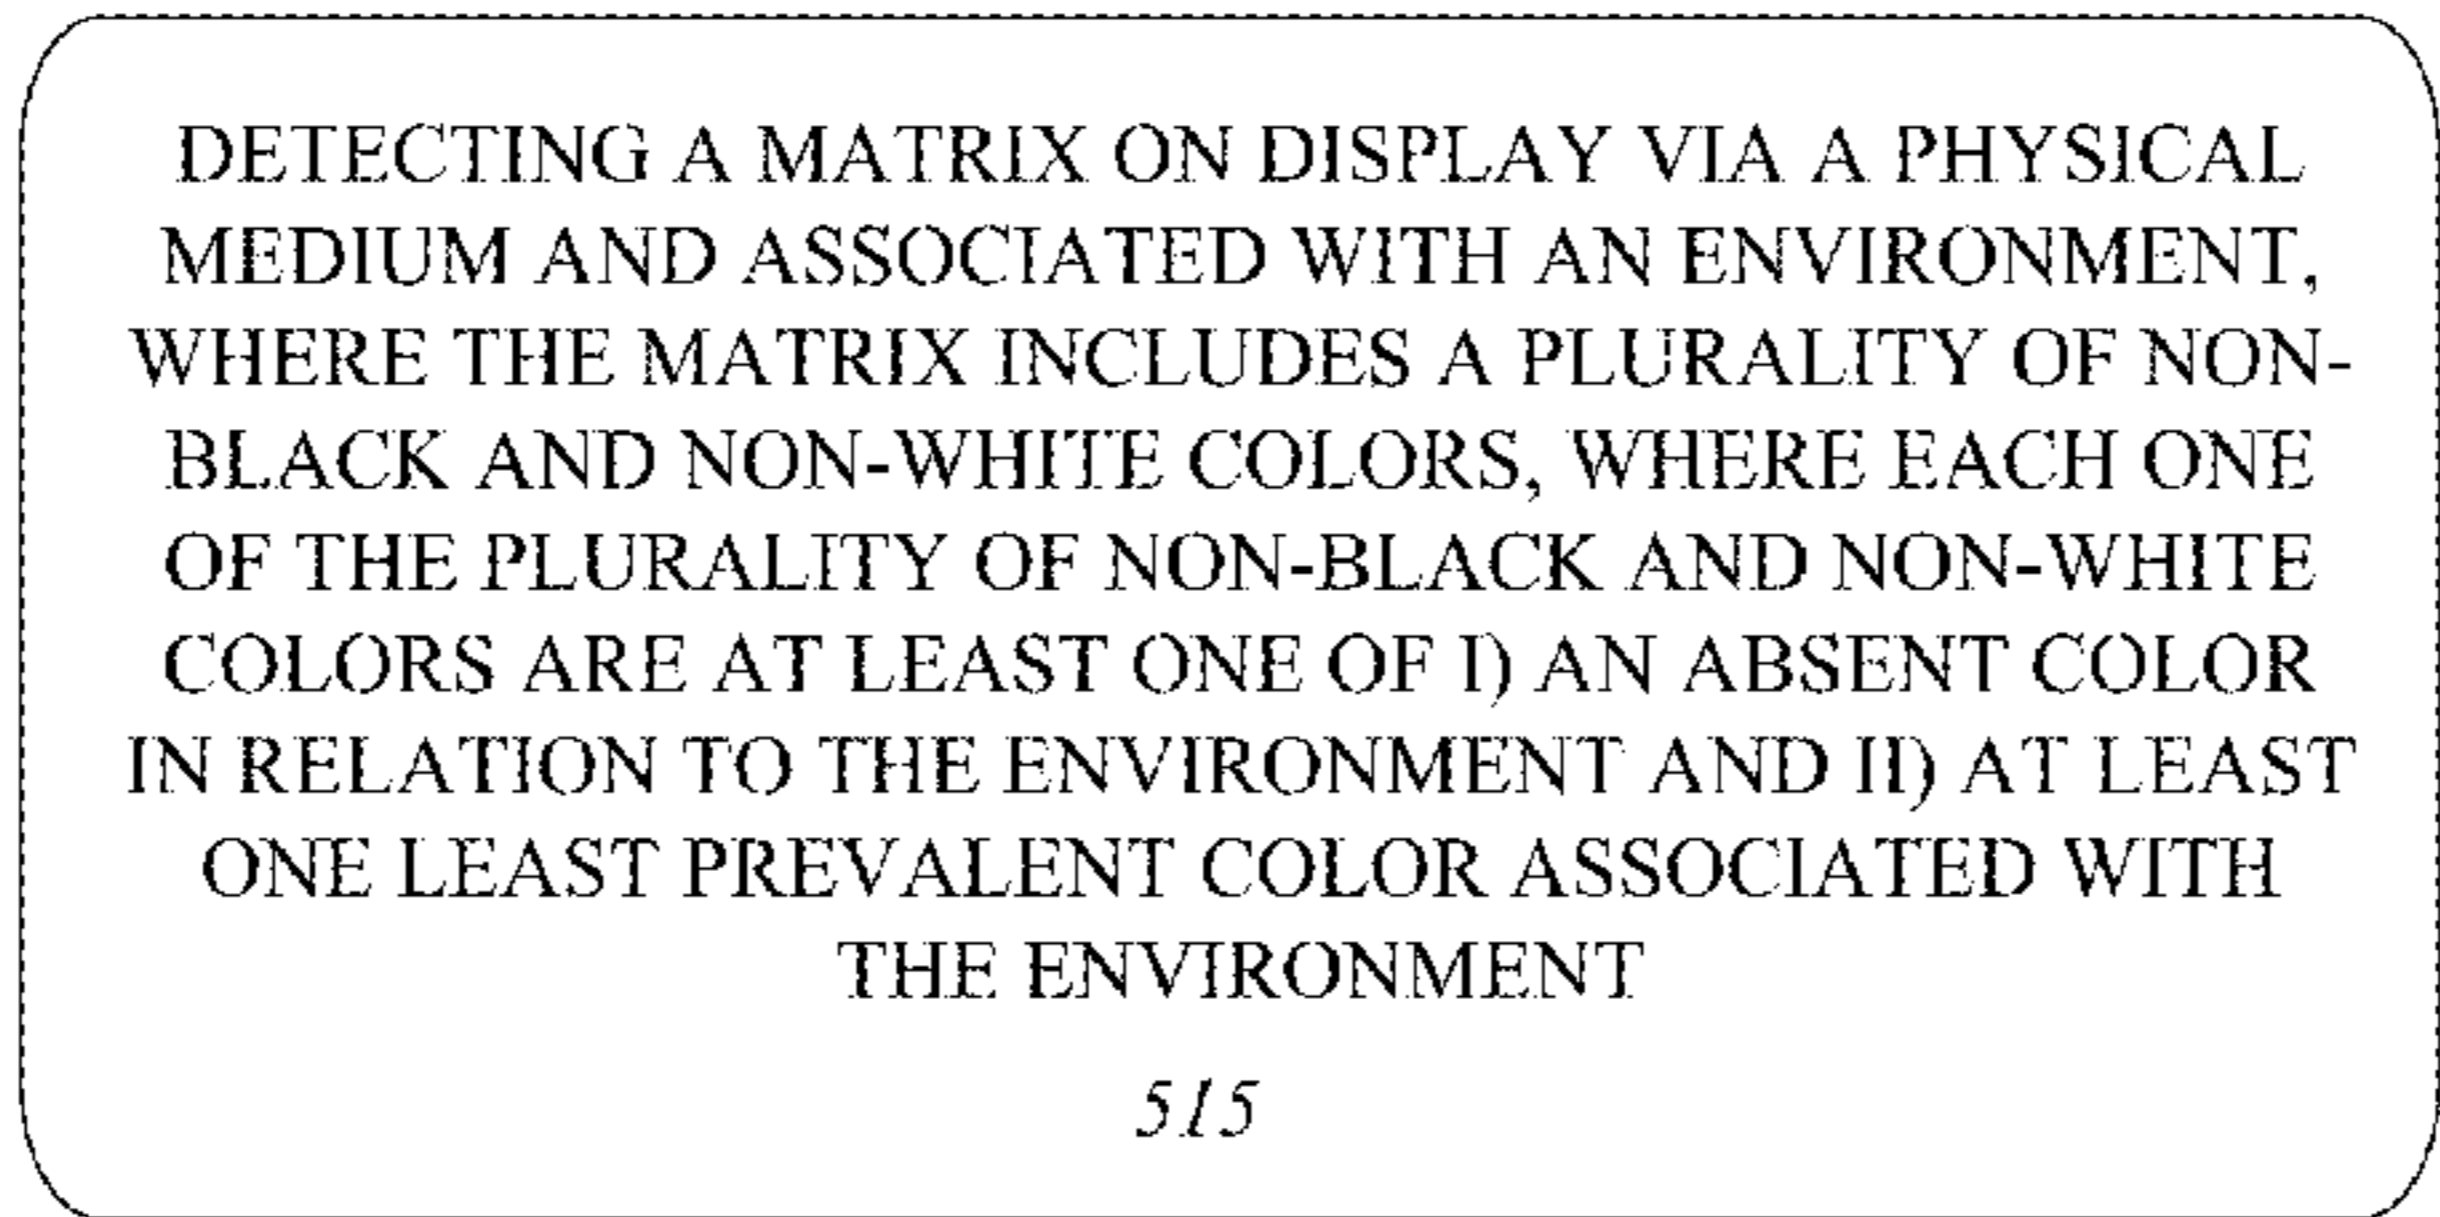 DETECTING A MATRIX ON DISPLAY VIA A PHYSICAL
MEDIUM AND ASSOCIATED WITH AN ENVIRONMENT,
WHERE THE MATRIX INCLUDES A PLURALITY OF NON-
BLACK AND NON-WHITE COLORS, WHERE EACH ONE
OF THE PLURALITY OF NON-BLACK AND NON-WHITE
COLORS ARE AT LEAST ONE OF I) AN ABSENT COLOR
IN RELATION TO THE ENVIRONMENT AND II) AT LEAST
ONE LEAST PREVALENT COLOR ASSOCIATED WITH
THE ENVIRONMENT
515